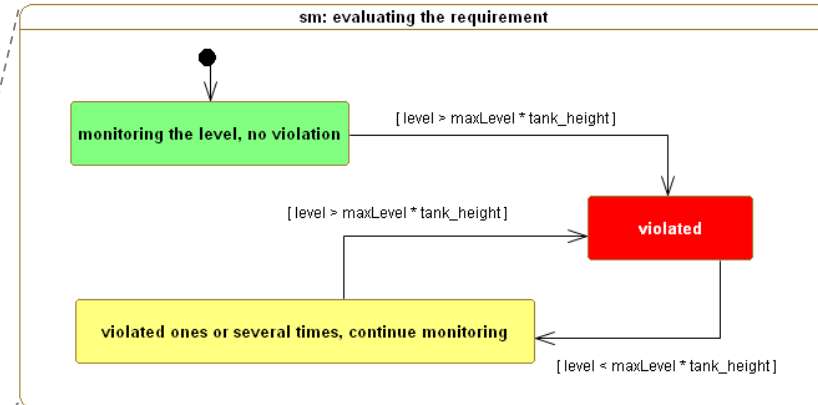 sm: evaluating the requirement
monitoring the level, no violation
[ level > maxLevel * tank_height ]
[ level > maxLevel * tank_height ]
violated
violated ones or several times, continue monitoring
[ level < maxLevel * tank_height ]